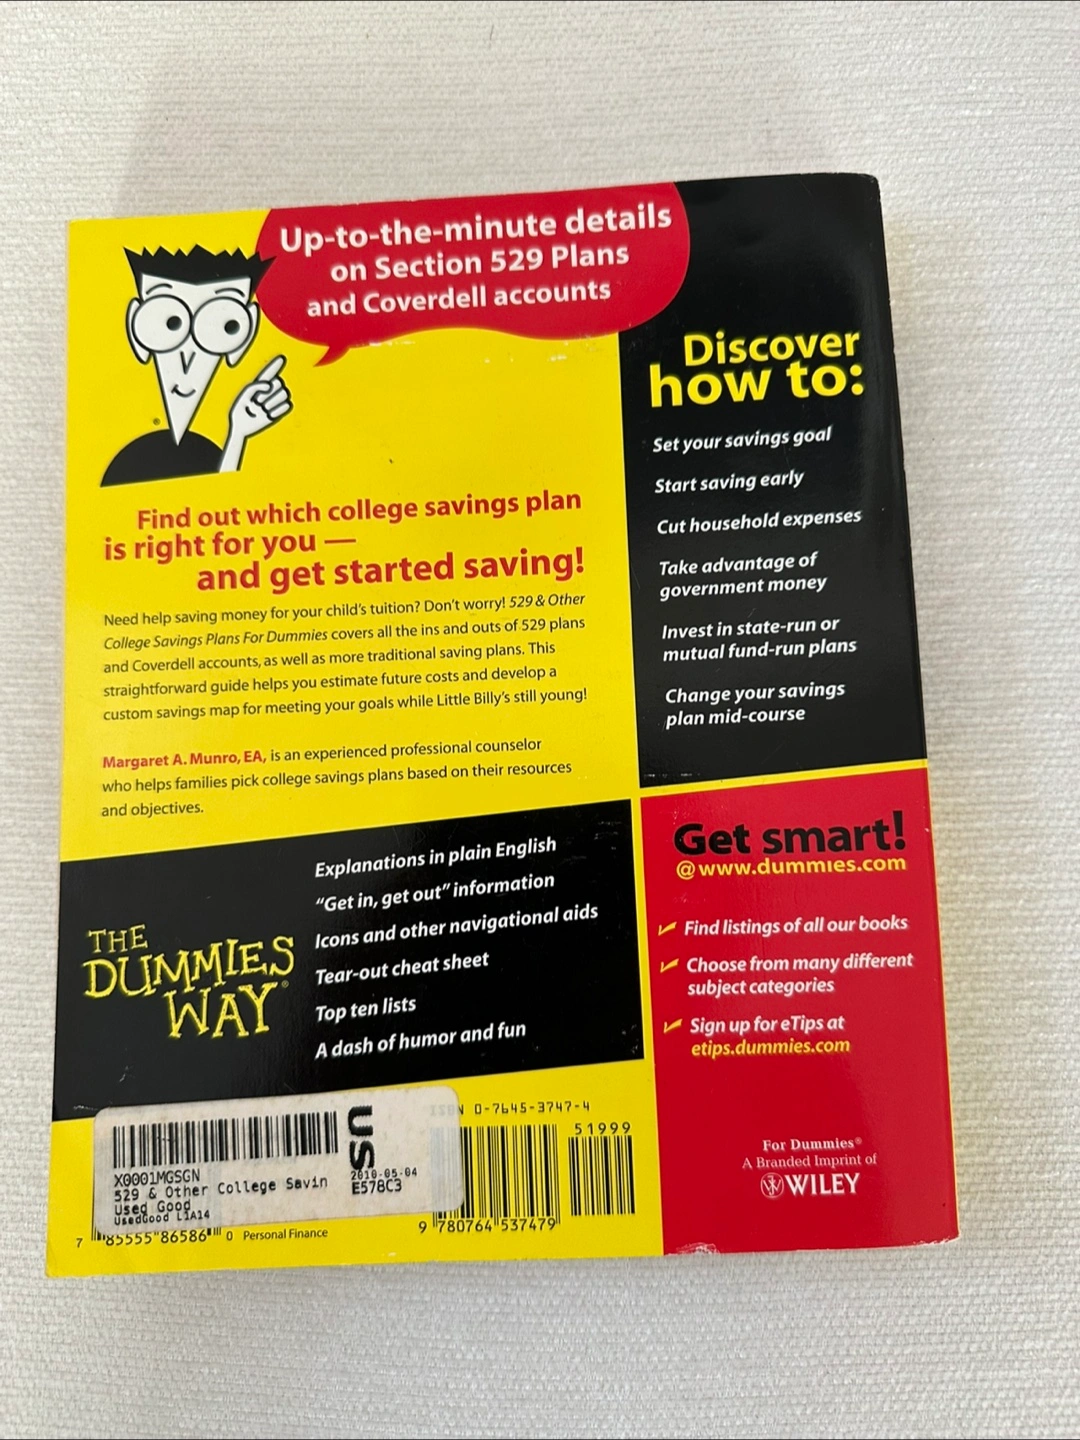 Up-to-the-minute details
on Section 529 Plans
and Coverdell accounts
®
Find out which college savings plan
is right for you —
and get started saving!
Need help saving money for your child's tuition? Don't worry! 529 & Other
College Savings Plans For Dummies covers all the ins and outs of 529 plans
and Coverdell accounts, as well as more traditional saving plans. This
straightforward guide helps you estimate future costs and develop a
custom savings map for meeting your goals while Little Billy's still young!
Margaret A. Munro, EA, is an experienced professional counselor
who helps families pick college savings plans based on their resources
and objectives.
Discover
how to:
Set your savings goal
Start saving early
Cut household expenses
Take advantage of
government money
Invest in state-run or
mutual fund-run plans
Change your savings
plan mid-course
THE
DUMMIES
WAY®
Explanations in plain English
“Get in, get out” information
Icons and other navigational aids
Tear-out cheat sheet
Top ten lists
A dash of humor and fun
Get smart!
@www.dummies.com
Find listings of all our books
Choose from many different
subject categories
Sign up for eTips at
etips.dummies.com
For Dummies®
A Branded Imprint of
WILEY
X0001MGSGN
529 & Other College Savin
Used Good
UsedGood L1A14
us
2010-05-04
E578C3
ISBN 0-7645-3747-4
51999
9 780764 537479
7 85555 86586 0 Personal Finance